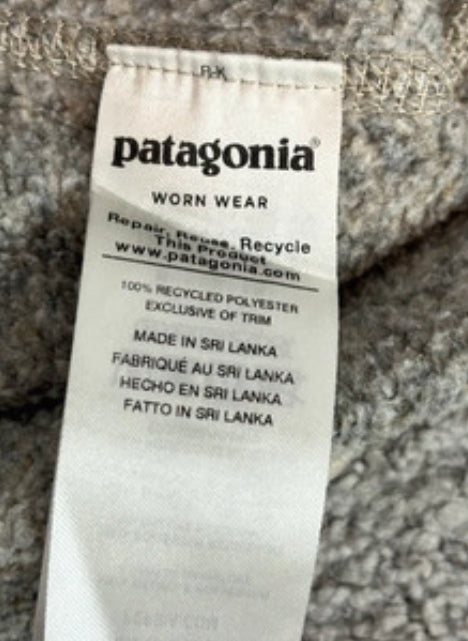 patagonia®
WORN WEAR
Repair, Reuse, Recycle
This Product
www.patagonia.com
100% RECYCLED POLYESTER
EXCLUSIVE OF TRIM
MADE IN SRI LANKA
FABRIQUÉ AU SRI LANKA
HECHO EN SRI LANKA
FATTO IN SRI LANKA